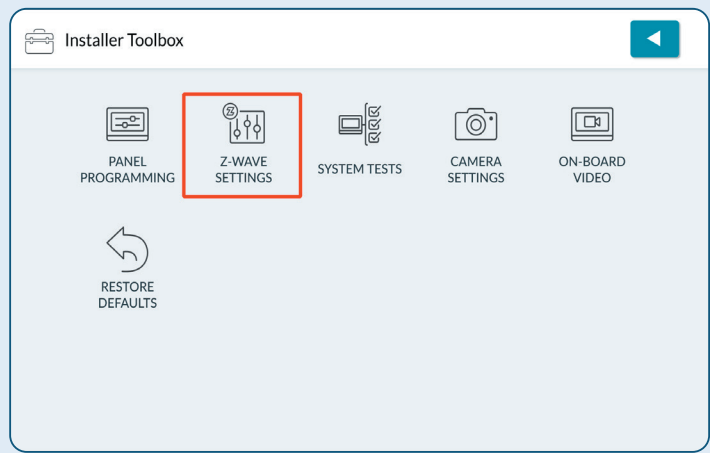 Installer Toolbox
PANEL
PROGRAMMING
Z-WAVE
SETTINGS
SYSTEM TESTS
CAMERA
SETTINGS
ON-BOARD
VIDEO
RESTORE
DEFAULTS